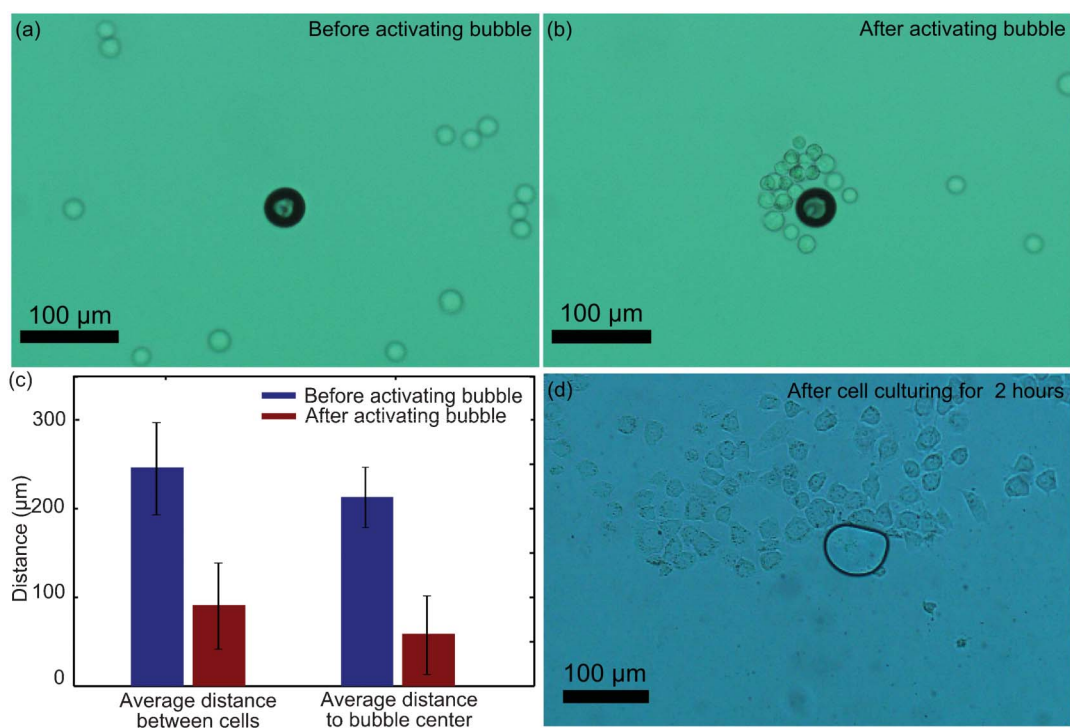 (a)
Before activating bubble
100 μm
(b)
After activating bubble
100 μm
(c)
Before activating bubble
After activating bubble
Distance (μm)
300
200
100
0
Average distance
between cells
Average distance
to bubble center
(d)
After cell culturing for 2 hours
100 μm